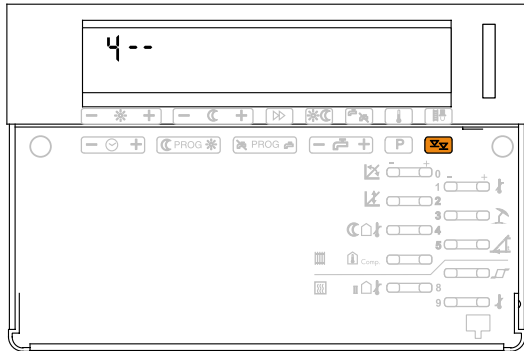 4--
- + - +
- + PROG PROG - + P
- + 0
1 - +
2
3
4
5
Comp.
8
9